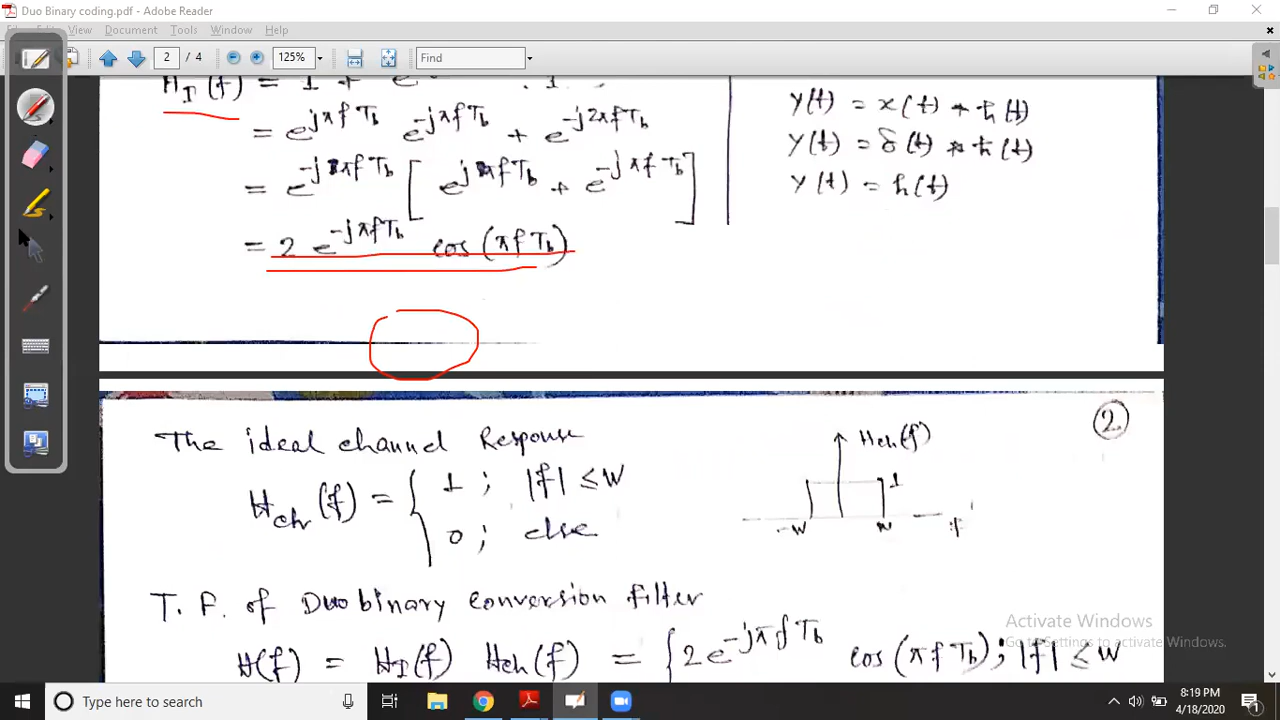 Duo Binary coding.pdf - Adobe Reader
View Document Tools Window Help
2 / 4 125% Find
H_I(f) = 1 +
= e^{jπfT_b} e^{-jπfT_b} + e^{-j2πfT_b}
= e^{-jπfT_b} [ e^{jπfT_b} + e^{-jπfT_b} ]
= 2 e^{-jπfT_b} cos(πfT_b)
y(t) = x(t) * h(t)
y(t) = δ(t) * h(t)
y(t) = h(t)
2
The ideal channel Response
H_ch(f) = { 1 ; |f| ≤ W
0 ; else
H_ch(f)
1
-W W f
T. F. of Duobinary conversion filter
H(f) = H_I(f) H_ch(f) = { 2e^{-jπfT_b} cos(πfT_b); |f| ≤ W
Activate Windows
Go to Settings to activate Windows.
Type here to search
8:19 PM
4/18/2020